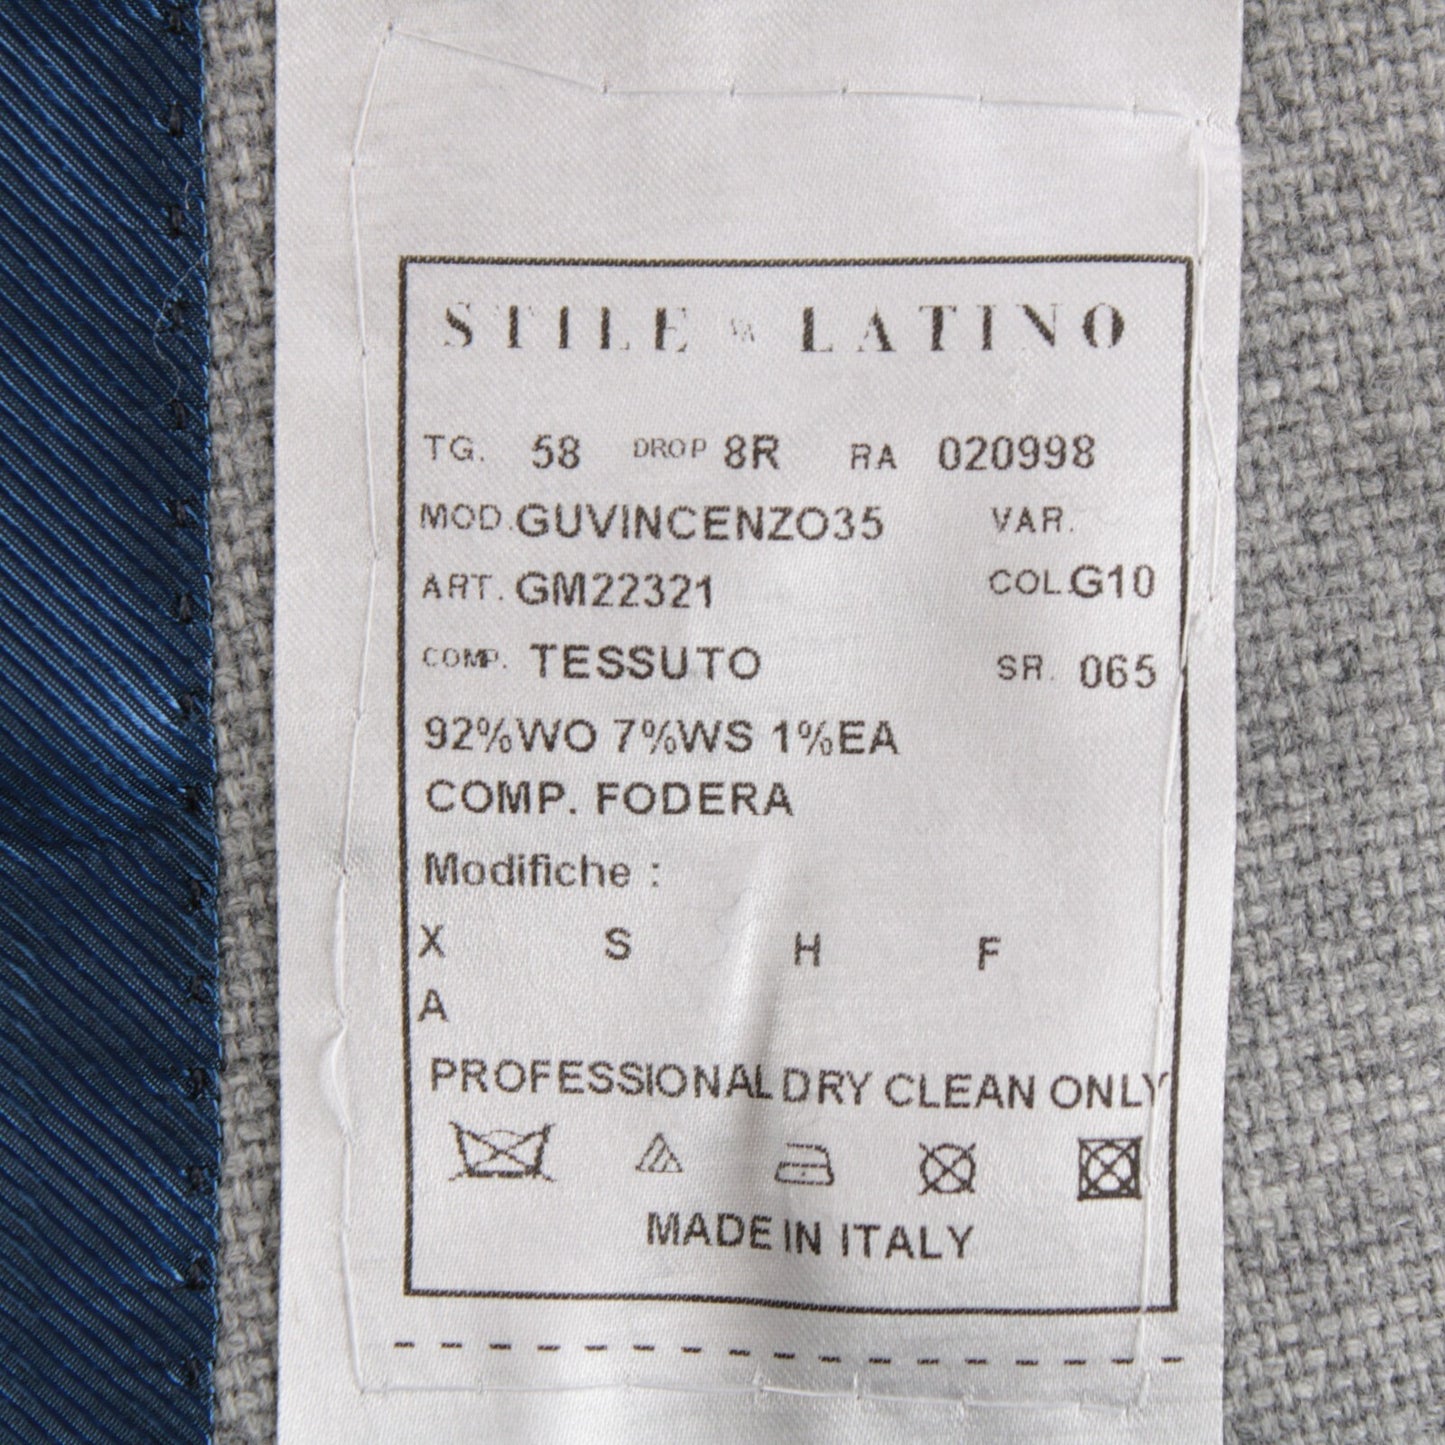 STILE LATINO
TG. 58 DROP 8R RA 020998
MOD. GUVINCENZO35 VAR.
ART. GM22321 COL. G10
COMP. TESSUTO SR. 065
92%WO 7%WS 1%EA
COMP. FODERA
Modifiche :
X S H F
A
PROFESSIONAL DRY CLEAN ONLY
MADE IN ITALY